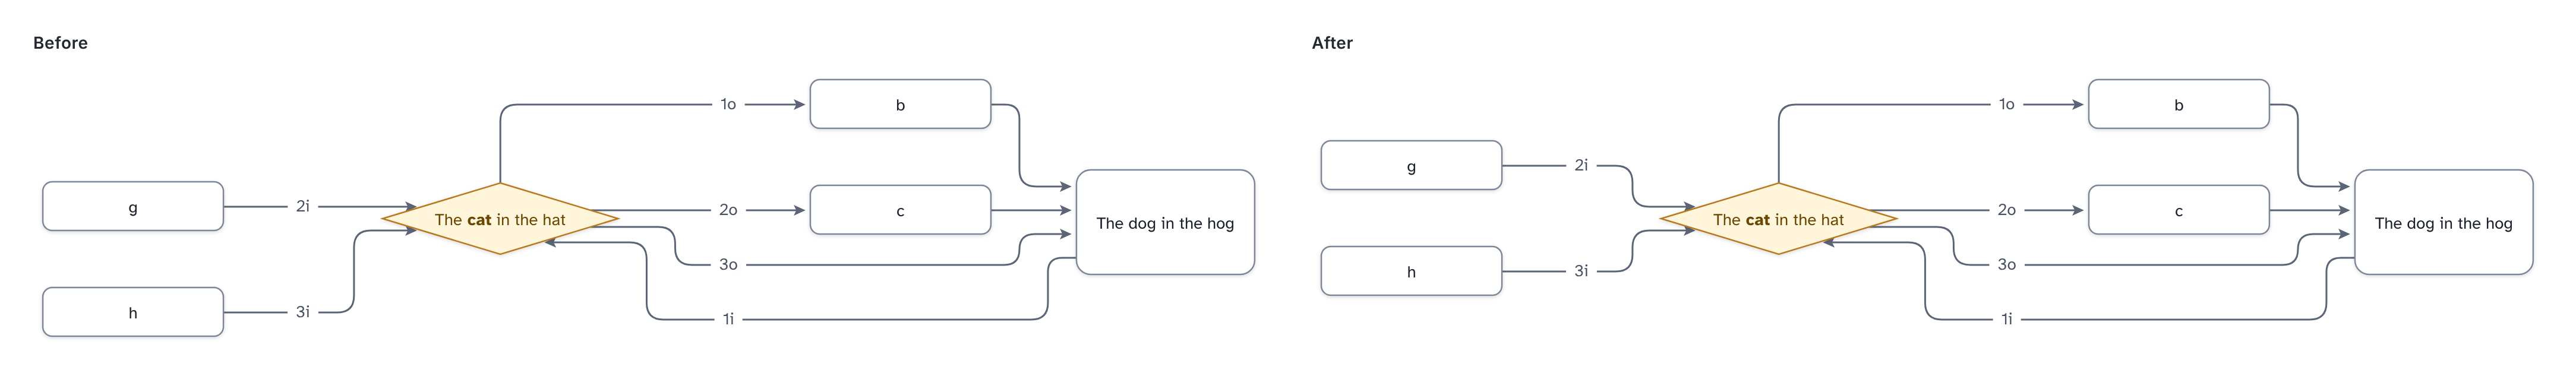 Before
1o
b
g
2i
The cat in the hat
2o
c
The dog in the hog
3o
h
3i
1i
After
1o
b
g
2i
The cat in the hat
2o
c
The dog in the hog
3o
h
3i
1i